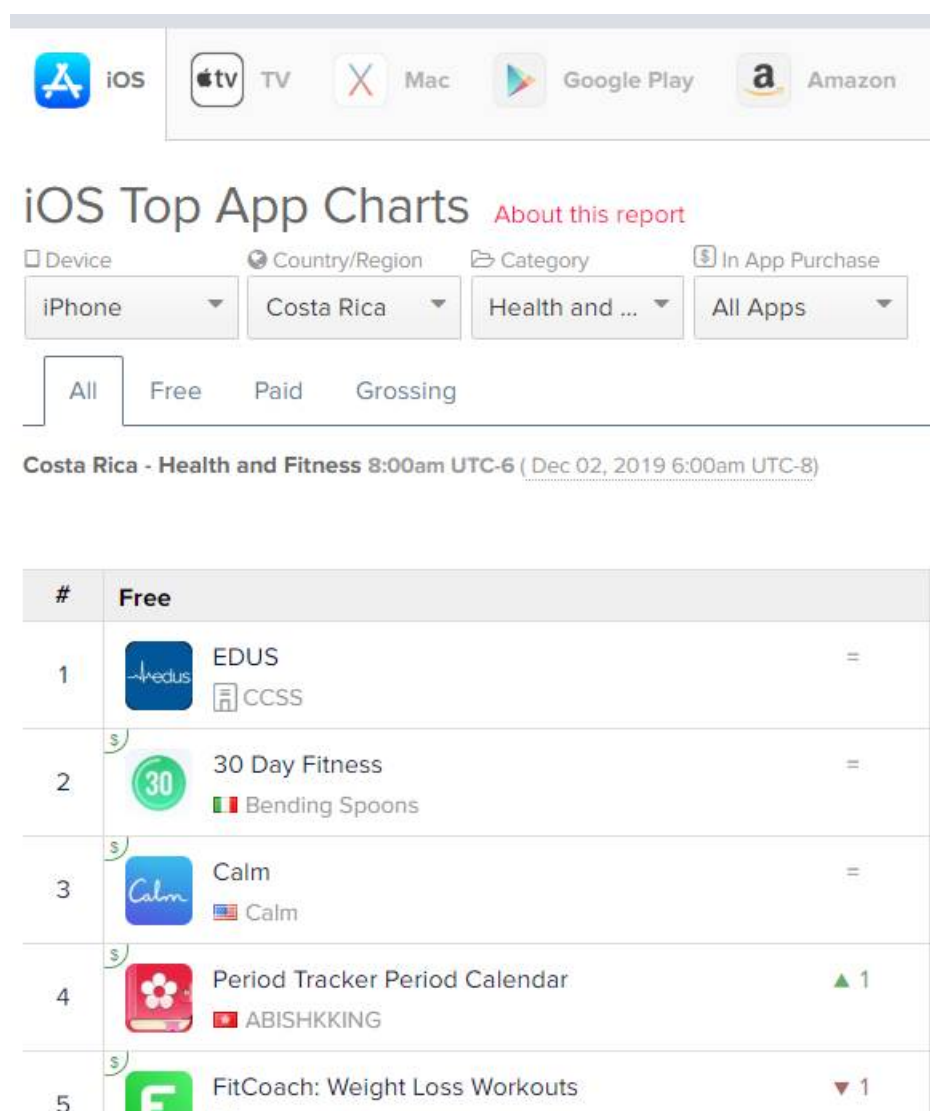 iOS
tv TV
Mac
Google Play
a Amazon
iOS Top App Charts About this report
Device Country/Region Category $ In App Purchase
iPhone Costa Rica Health and ... All Apps
All Free Paid Grossing
Costa Rica - Health and Fitness 8:00am UTC-6 ( Dec 02, 2019 6:00am UTC-8)
# Free
1 edus EDUS =
CCSS
$
2 30 30 Day Fitness =
Bending Spoons
$
3 Calm Calm =
Calm
$
4 Period Tracker Period Calendar ▲ 1
ABISHKKING
$
5 FitCoach: Weight Loss Workouts ▼ 1